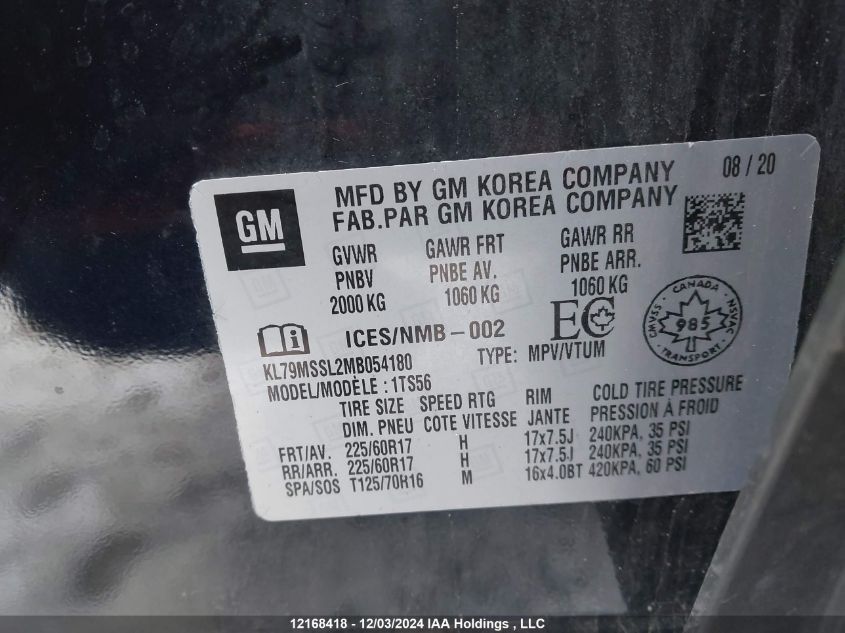 GM
MFD BY GM KOREA COMPANY
FAB.PAR GM KOREA COMPANY
08 / 20
GVWR GAWR FRT GAWR RR
PNBV PNBE AV. PNBE ARR.
2000 KG 1060 KG 1060 KG
ICES/NMB-002 EC
CANADA
CMVSS 985 NSVAC
TRANSPORT
KL79MSSL2MB054180 TYPE: MPV/VTUM
MODEL/MODÈLE : 1TS56
TIRE SIZE SPEED RTG RIM COLD TIRE PRESSURE
DIM. PNEU COTE VITESSE JANTE PRESSION À FROID
FRT/AV. 225/60R17 H 17x7.5J 240KPA, 35 PSI
RR/ARR. 225/60R17 H 17x7.5J 240KPA, 35 PSI
SPA/SOS T125/70R16 M 16x4.0BT 420KPA, 60 PSI
12168418 - 12/03/2024 IAA Holdings , LLC